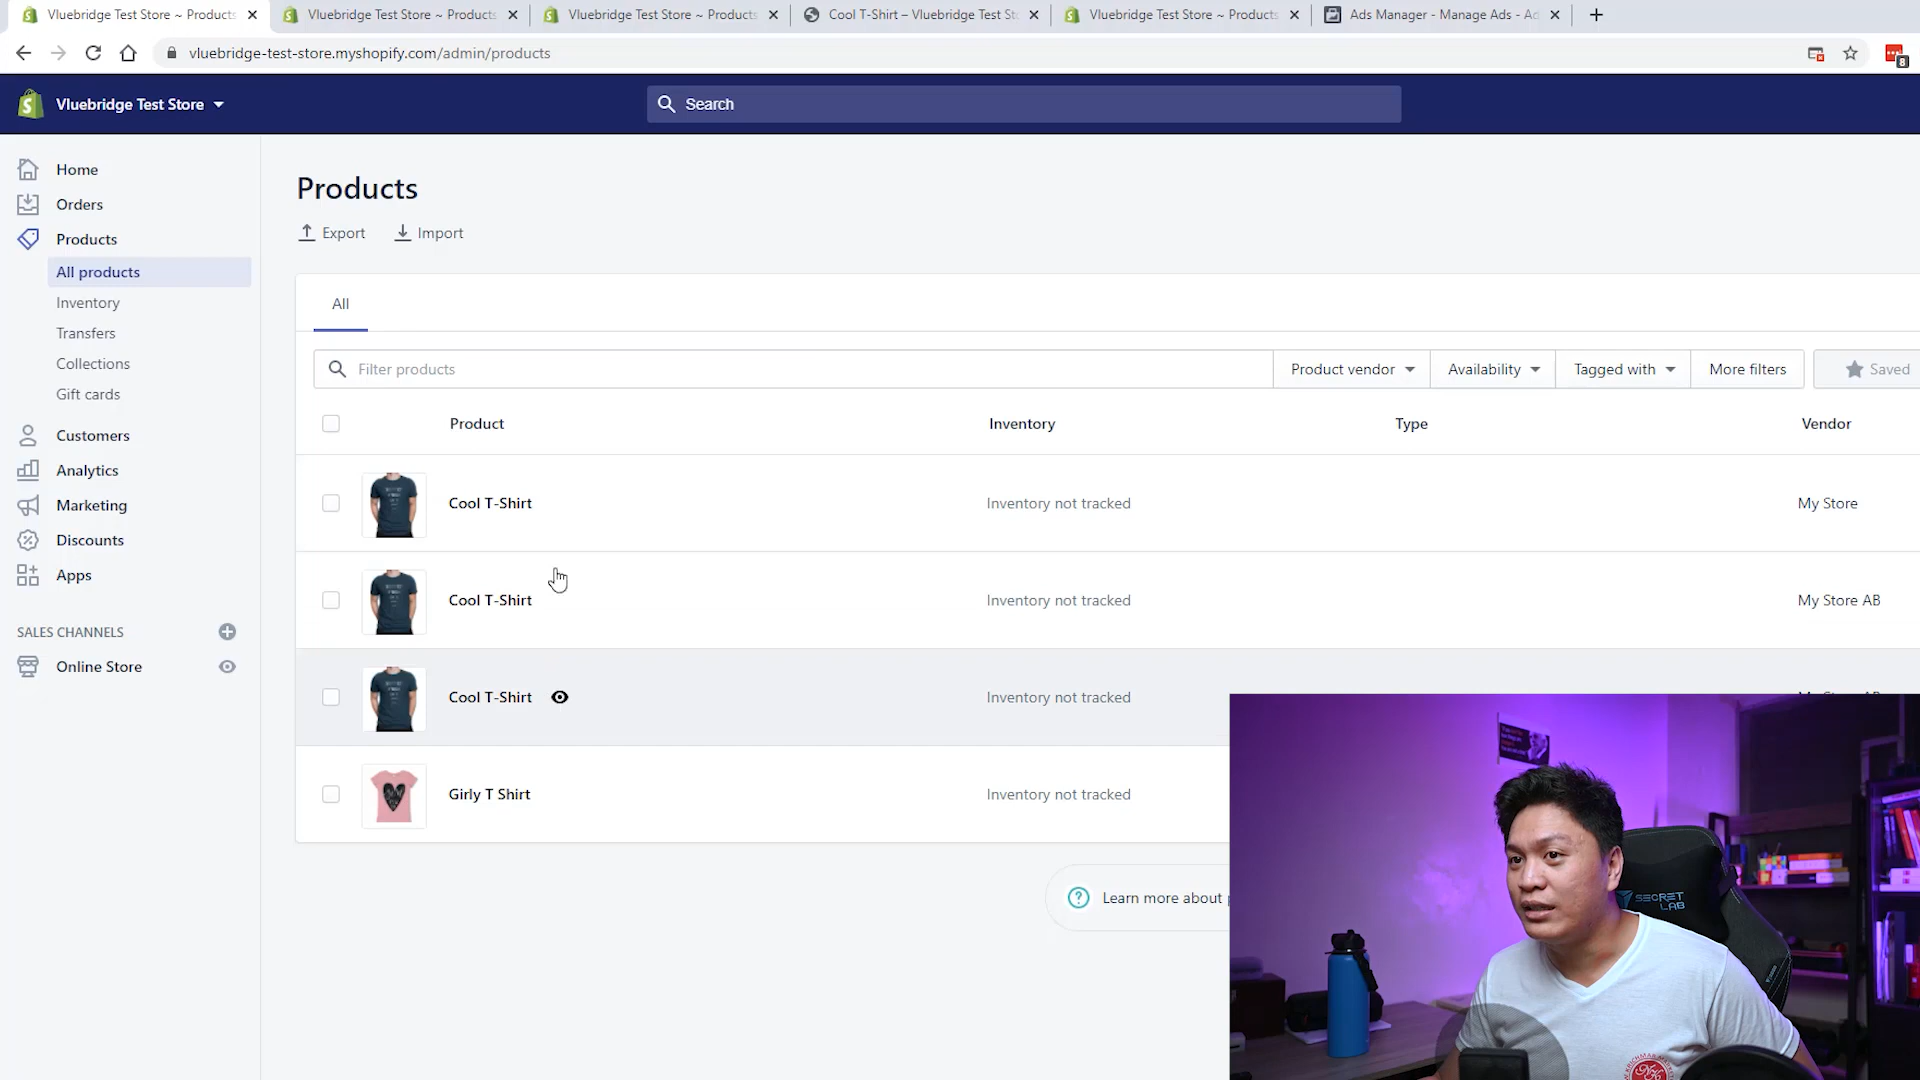 Vluebridge Test Store ~ Products
Vluebridge Test Store ~ Products
Vluebridge Test Store ~ Products
Cool T-Shirt – Vluebridge Test St
Vluebridge Test Store ~ Products
Ads Manager - Manage Ads - Ad
vluebridge-test-store.myshopify.com/admin/products
8
Vluebridge Test Store
Search
Home
Orders
Products
All products
Inventory
Transfers
Collections
Gift cards
Customers
Analytics
Marketing
Discounts
Apps
SALES CHANNELS
Online Store
Products
Export
Import
All
Filter products
Product vendor
Availability
Tagged with
More filters
Saved
Product
Inventory
Type
Vendor
Cool T-Shirt
Inventory not tracked
My Store
Cool T-Shirt
Inventory not tracked
My Store AB
Cool T-Shirt
Inventory not tracked
Girly T Shirt
Inventory not tracked
Learn more about
SECRET
LAB